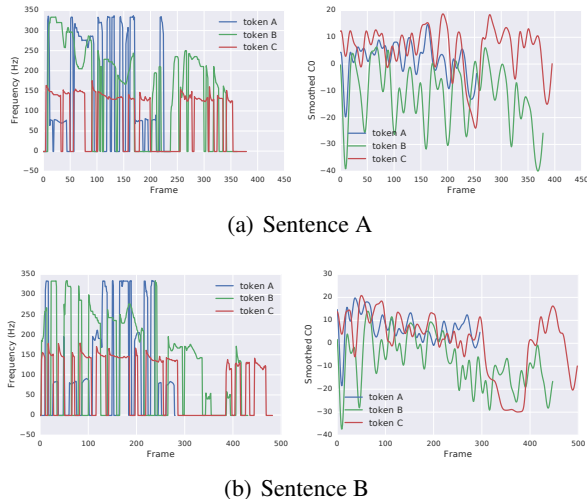 350
300
250
200
150
100
50
0
−50
Frequency (Hz)
token A
token B
token C
0 50 100 150 200 250 300 350 400 450
Frame
20
10
0
−10
−20
−30
−40
Smoothed C0
token A
token B
token C
0 50 100 150 200 250 300 350 400 450
Frame
(a) Sentence A
350
300
250
200
150
100
50
0
−50
Frequency (Hz)
token A
token B
token C
0 100 200 300 400 500
Frame
30
20
10
0
−10
−20
−30
−40
Smoothed C0
token A
token B
token C
0 100 200 300 400 500
Frame
(b) Sentence B